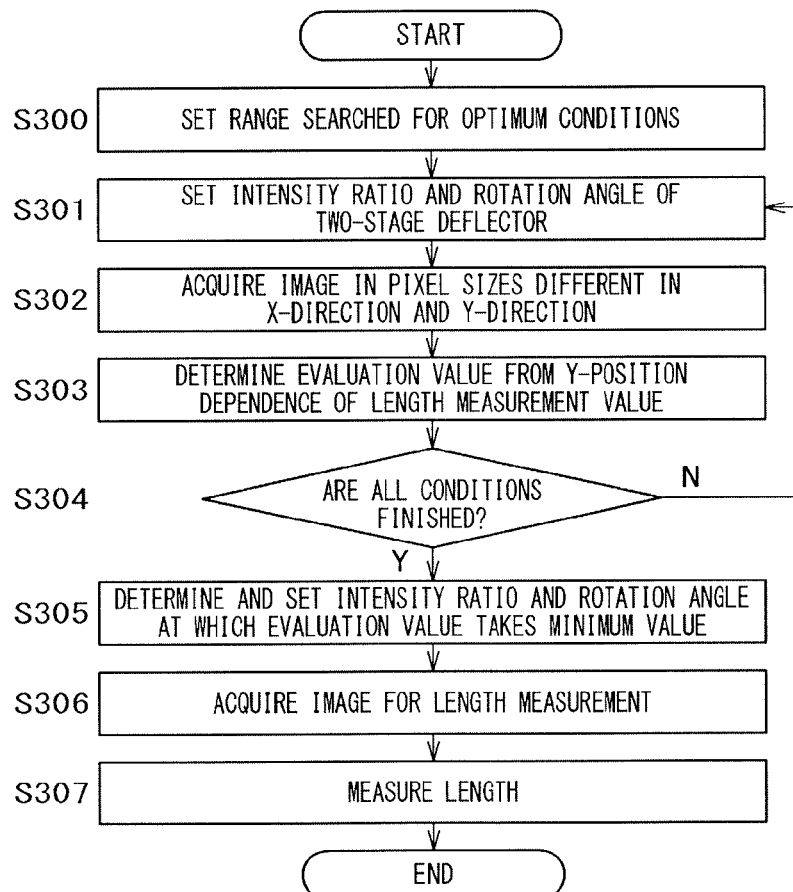 START
S300
SET RANGE SEARCHED FOR OPTIMUM CONDITIONS
S301
SET INTENSITY RATIO AND ROTATION ANGLE OF
TWO-STAGE DEFLECTOR
S302
ACQUIRE IMAGE IN PIXEL SIZES DIFFERENT IN
X-DIRECTION AND Y-DIRECTION
S303
DETERMINE EVALUATION VALUE FROM Y-POSITION
DEPENDENCE OF LENGTH MEASUREMENT VALUE
S304
ARE ALL CONDITIONS
FINISHED?
N
Y
S305
DETERMINE AND SET INTENSITY RATIO AND ROTATION ANGLE
AT WHICH EVALUATION VALUE TAKES MINIMUM VALUE
S306
ACQUIRE IMAGE FOR LENGTH MEASUREMENT
S307
MEASURE LENGTH
END